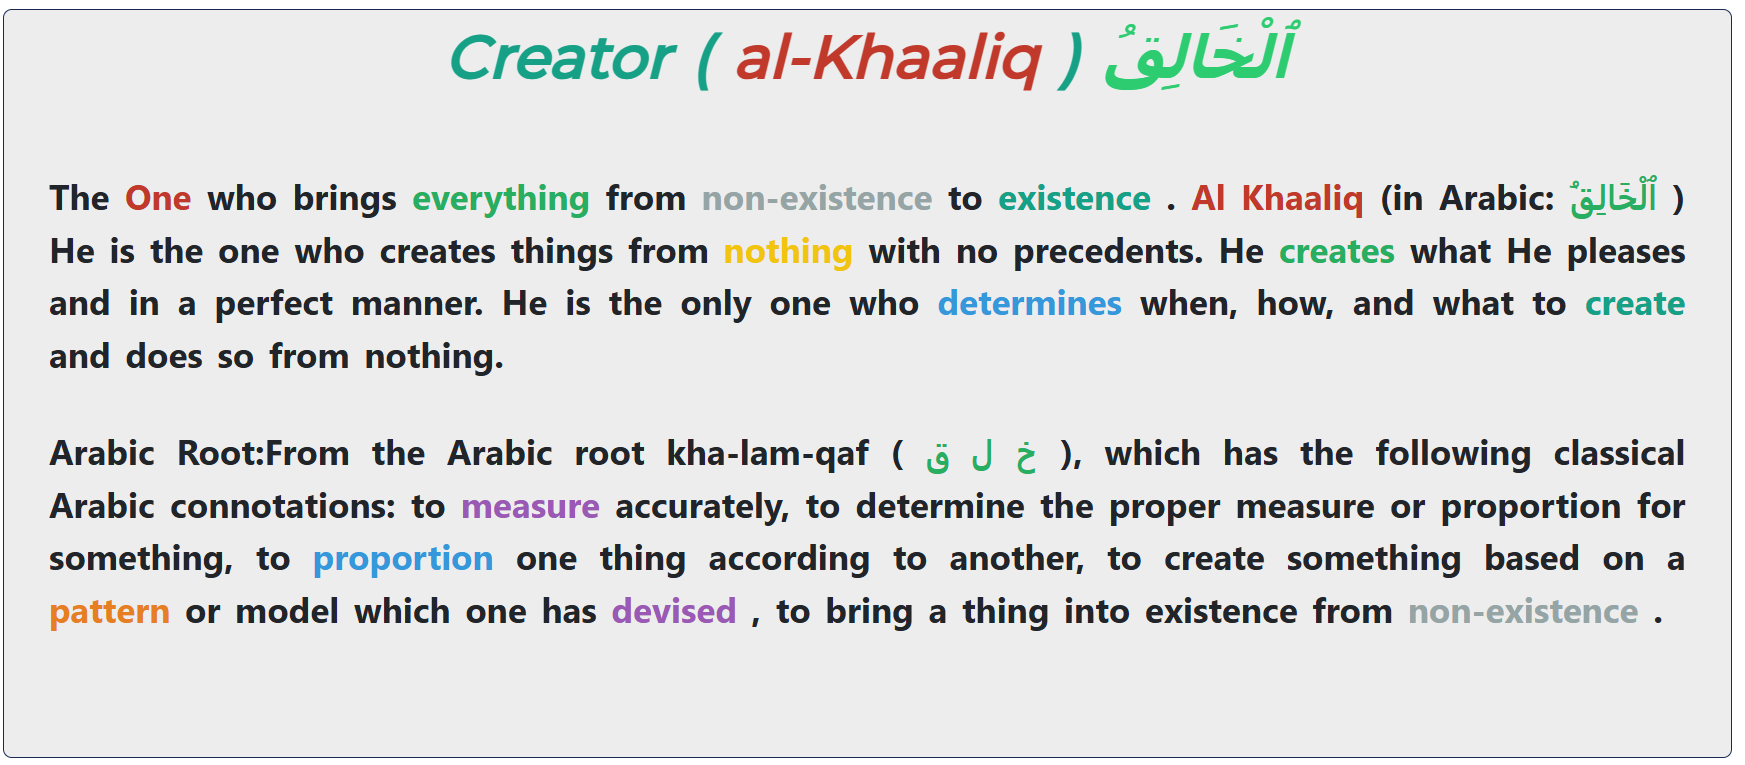 Creator ( al-Khaaliq ) ٱلْخَالِقُ
The One who brings everything from non-existence to existence . Al Khaaliq (in Arabic: ٱلْخَالِقُ )
He is the one who creates things from nothing with no precedents. He creates what He pleases
and in a perfect manner. He is the only one who determines when, how, and what to create
and does so from nothing.
Arabic Root:From the Arabic root kha-lam-qaf ( خ ل ق ), which has the following classical
Arabic connotations: to measure accurately, to determine the proper measure or proportion for
something, to proportion one thing according to another, to create something based on a
pattern or model which one has devised , to bring a thing into existence from non-existence .